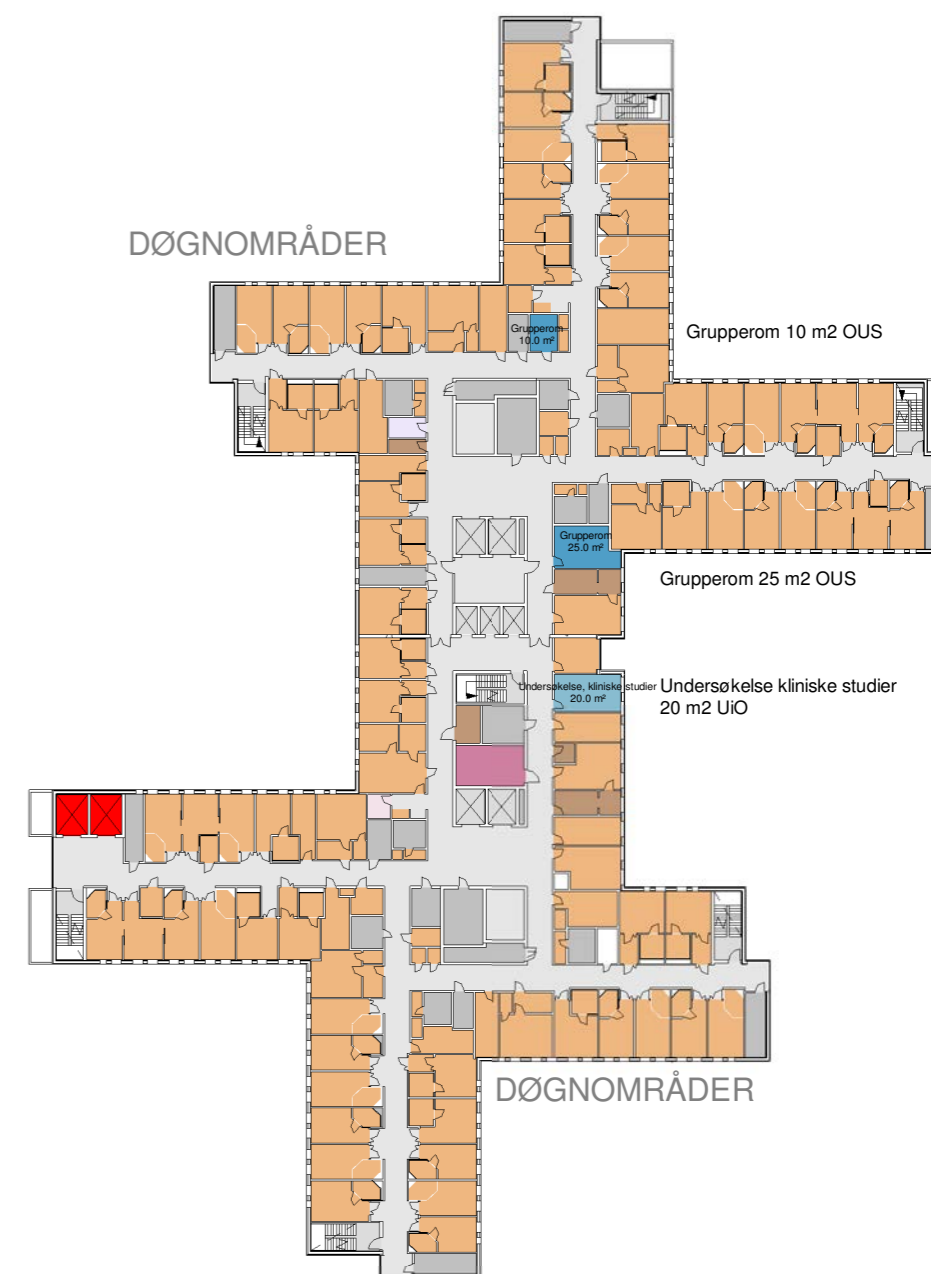 DØGNOMRÅDER
Grupperom
10.0 m²
Grupperom 10 m2 OUS
Grupperom
25.0 m²
Grupperom 25 m2 OUS
Undersøkelse, kliniske studier
20.0 m²
Undersøkelse kliniske studier
20 m2 UiO
DØGNOMRÅDER